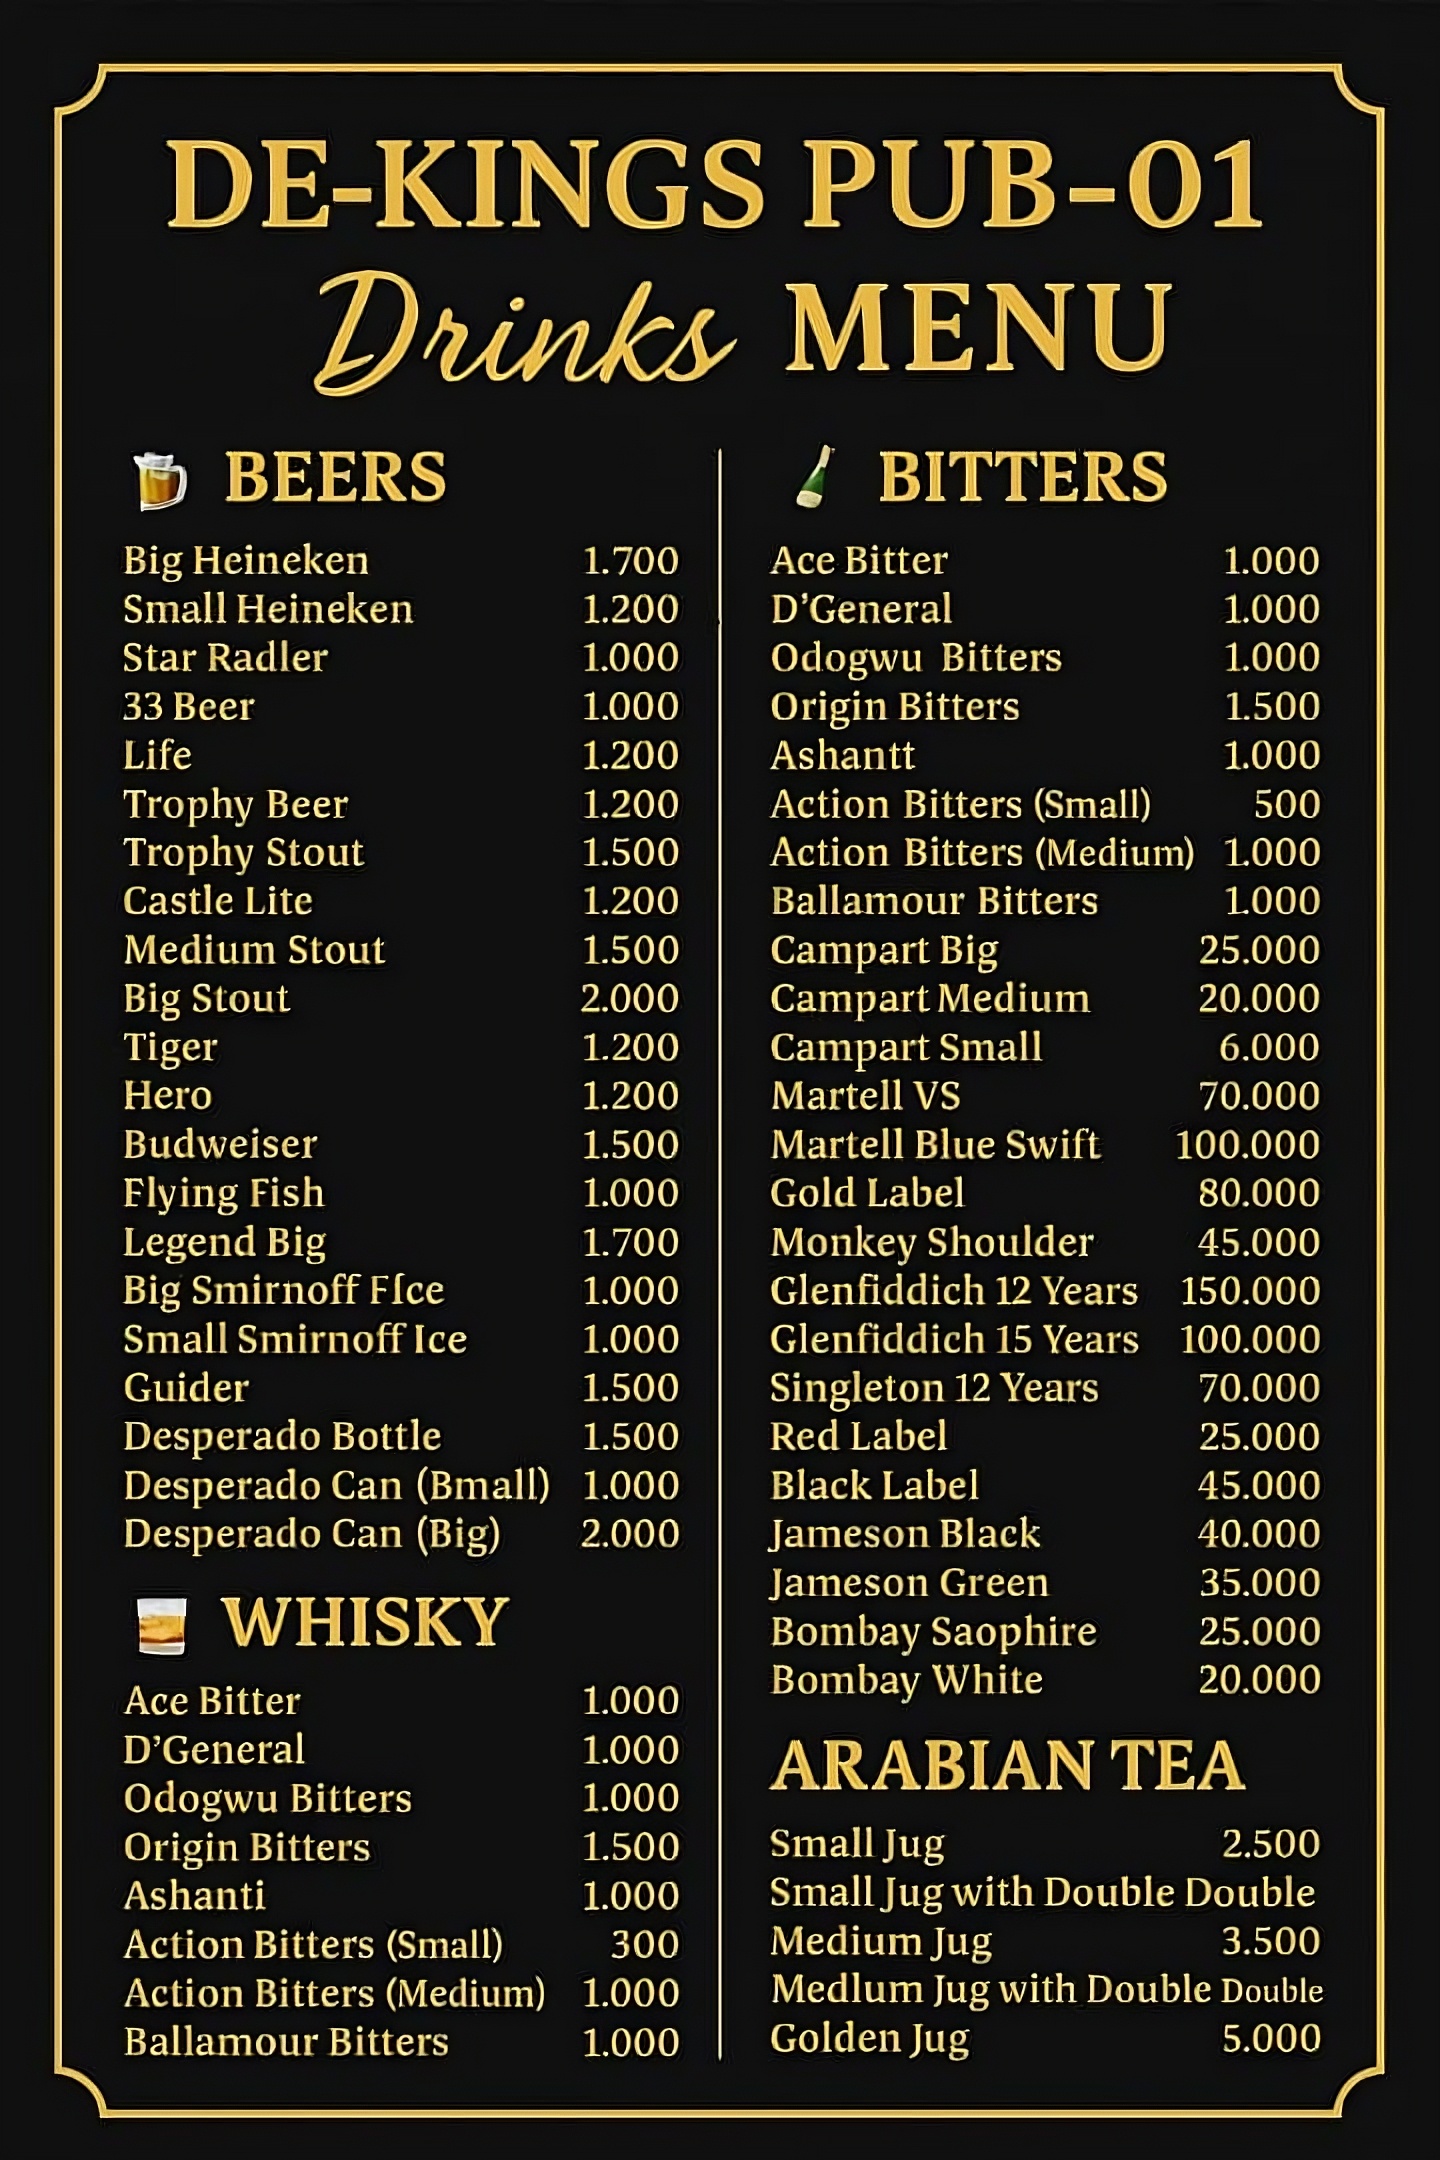 DE-KINGS PUB-01
Drinks MENU
BEERS
Big Heineken 1.700
Small Heineken 1.200
Star Radler 1.000
33 Beer 1.000
Life 1.200
Trophy Beer 1.200
Trophy Stout 1.500
Castle Lite 1.200
Medium Stout 1.500
Big Stout 2.000
Tiger 1.200
Hero 1.200
Budweiser 1.500
Flying Fish 1.000
Legend Big 1.700
Big Smirnoff FIce 1.000
Small Smirnoff Ice 1.000
Guider 1.500
Desperado Bottle 1.500
Desperado Can (Bmall) 1.000
Desperado Can (Big) 2.000
WHISKY
Ace Bitter 1.000
D'General 1.000
Odogwu Bitters 1.000
Origin Bitters 1.500
Ashanti 1.000
Action Bitters (Small) 300
Action Bitters (Medium) 1.000
Ballamour Bitters 1.000
BITTERS
Ace Bitter 1.000
D'General 1.000
Odogwu Bitters 1.000
Origin Bitters 1.500
Ashantt 1.000
Action Bitters (Small) 500
Action Bitters (Medium) 1.000
Ballamour Bitters 1.000
Campart Big 25.000
Campart Medium 20.000
Campart Small 6.000
Martell VS 70.000
Martell Blue Swift 100.000
Gold Label 80.000
Monkey Shoulder 45.000
Glenfiddich 12 Years 150.000
Glenfiddich 15 Years 100.000
Singleton 12 Years 70.000
Red Label 25.000
Black Label 45.000
Jameson Black 40.000
Jameson Green 35.000
Bombay Saophire 25.000
Bombay White 20.000
ARABIAN TEA
Small Jug 2.500
Small Jug with Double Double
Medium Jug 3.500
Medlum Jug with Double Double
Golden Jug 5.000